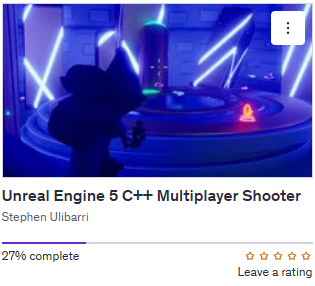 Unreal Engine 5 C++ Multiplayer Shooter
Stephen Ulibarri
27% complete
Leave a rating